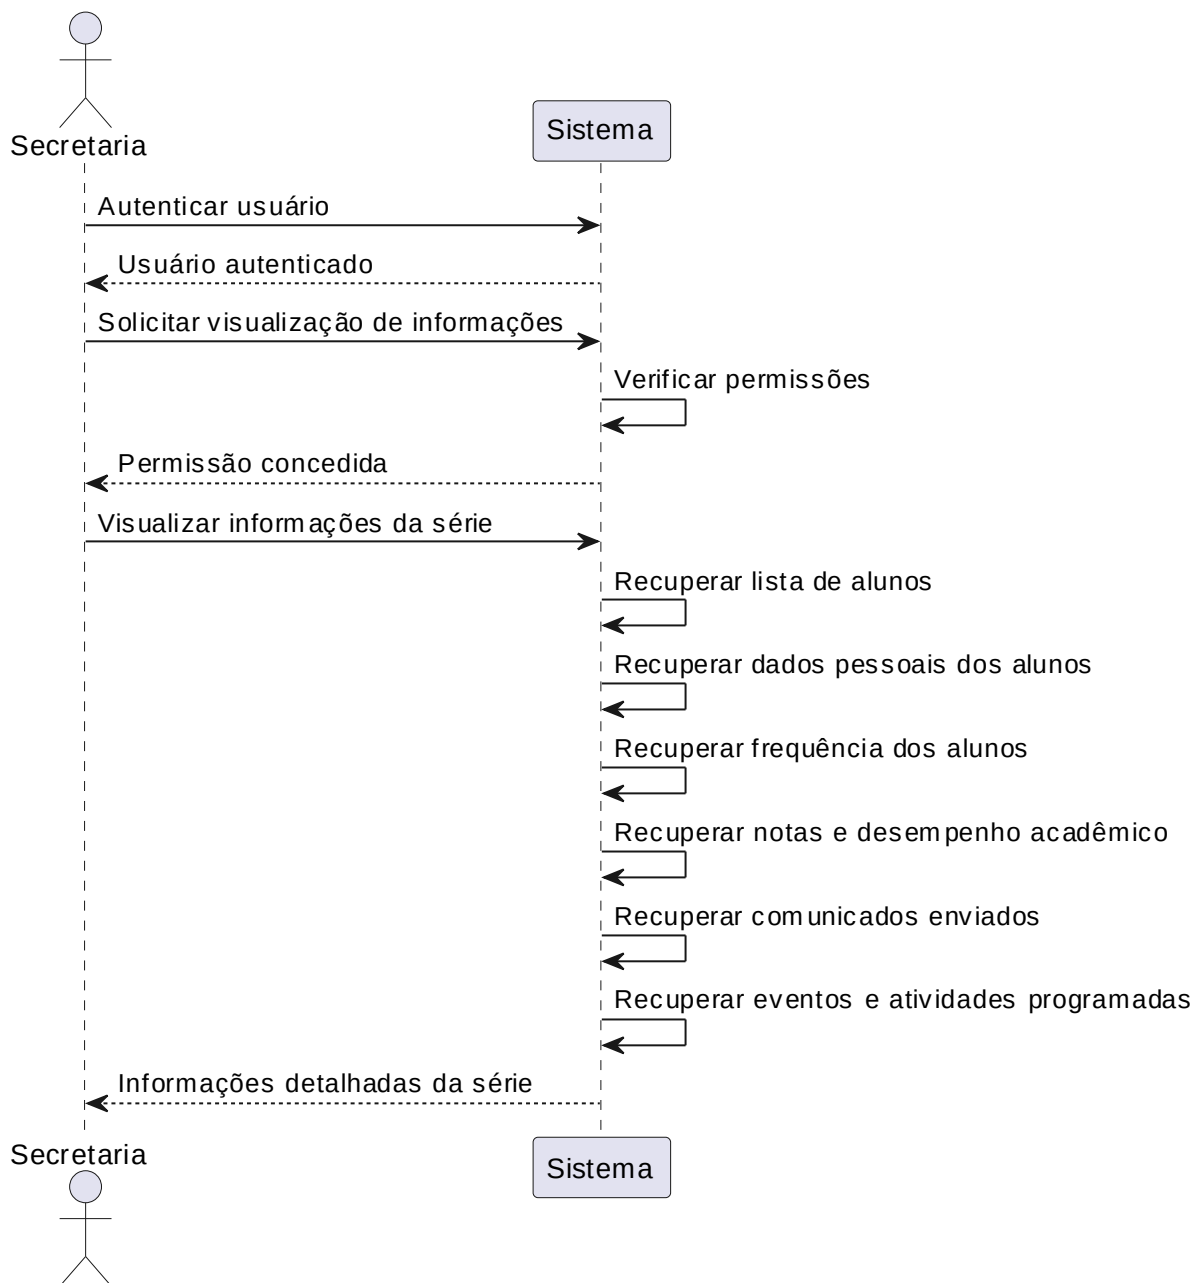 Secretaria
Sistema
Autenticar usuário
Usuário autenticado
Solicitar visualização de informações
Verificar permissões
Permissão concedida
Visualizar informações da série
Recuperar lista de alunos
Recuperar dados pessoais dos alunos
Recuperar frequência dos alunos
Recuperar notas e desempenho acadêmico
Recuperar comunicados enviados
Recuperar eventos e atividades programadas
Informações detalhadas da série
Secretaria
Sistema